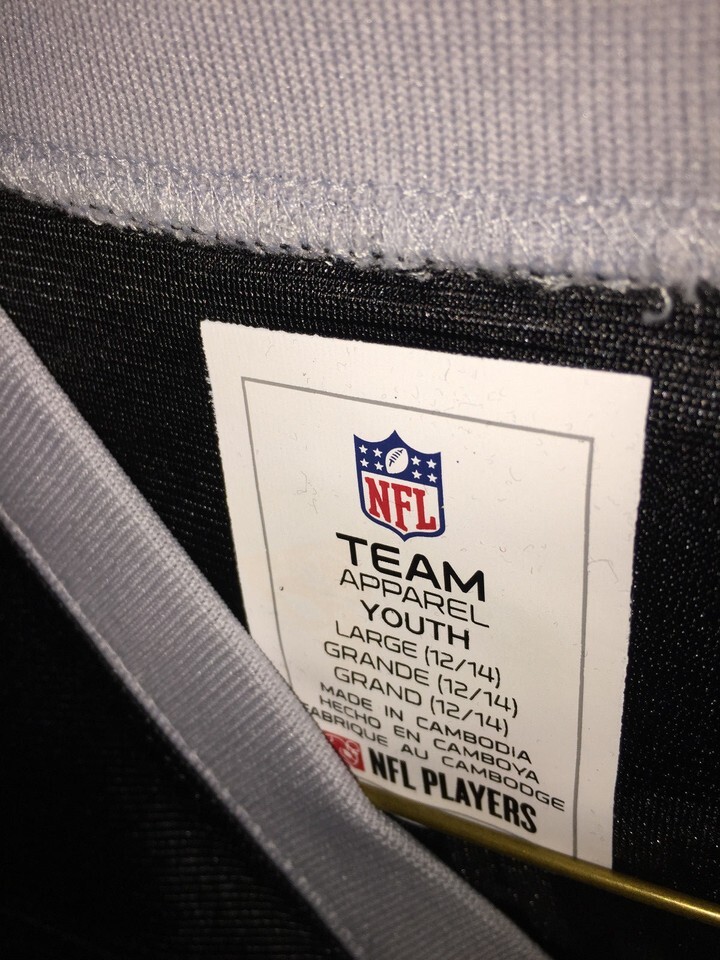 NFL
TEAM
APPAREL
YOUTH
LARGE (12/14)
GRANDE (12/14)
GRAND (12/14)
MADE IN CAMBODIA
HECHO EN CAMBOYA
FABRIQUE AU CAMBODGE
NFL PLAYERS